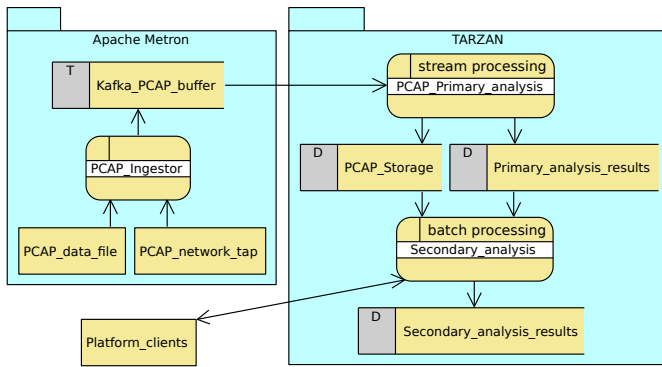 Apache Metron
T
Kafka_PCAP_buffer
PCAP_Ingestor
PCAP_data_file
PCAP_network_tap
Platform_clients
TARZAN
stream processing
PCAP_Primary_analysis
D
PCAP_Storage
D
Primary_analysis_results
batch processing
Secondary_analysis
D
Secondary_analysis_results